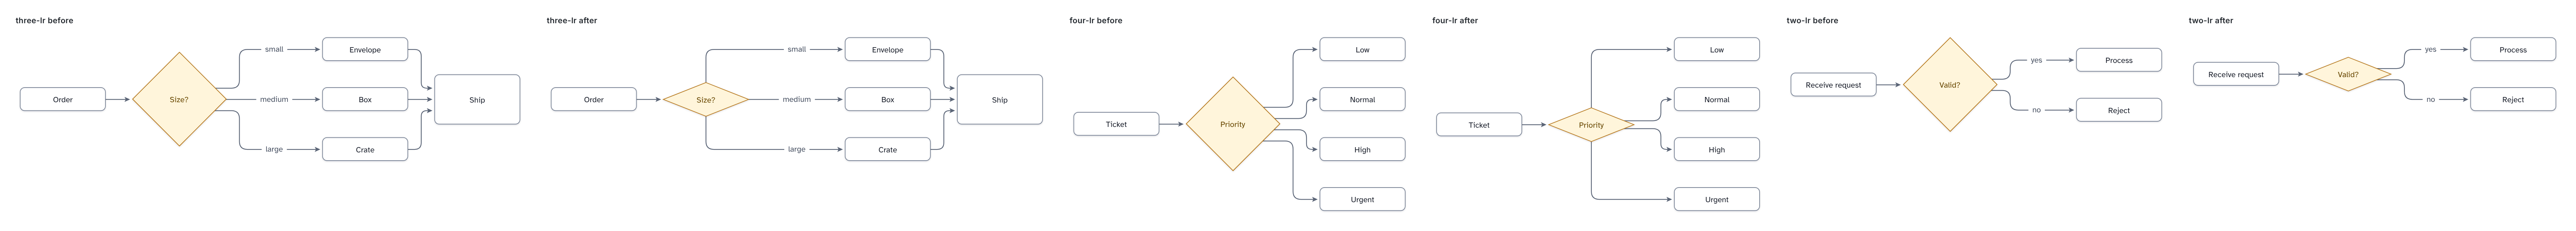 three-lr before
small
Envelope
Order
Size?
medium
Box
Ship
large
Crate
three-lr after
small
Envelope
Order
Size?
medium
Box
Ship
large
Crate
four-lr before
Low
Normal
Ticket
Priority
High
Urgent
four-lr after
Low
Normal
Ticket
Priority
High
Urgent
two-lr before
yes
Process
Receive request
Valid?
no
Reject
two-lr after
yes
Process
Receive request
Valid?
no
Reject